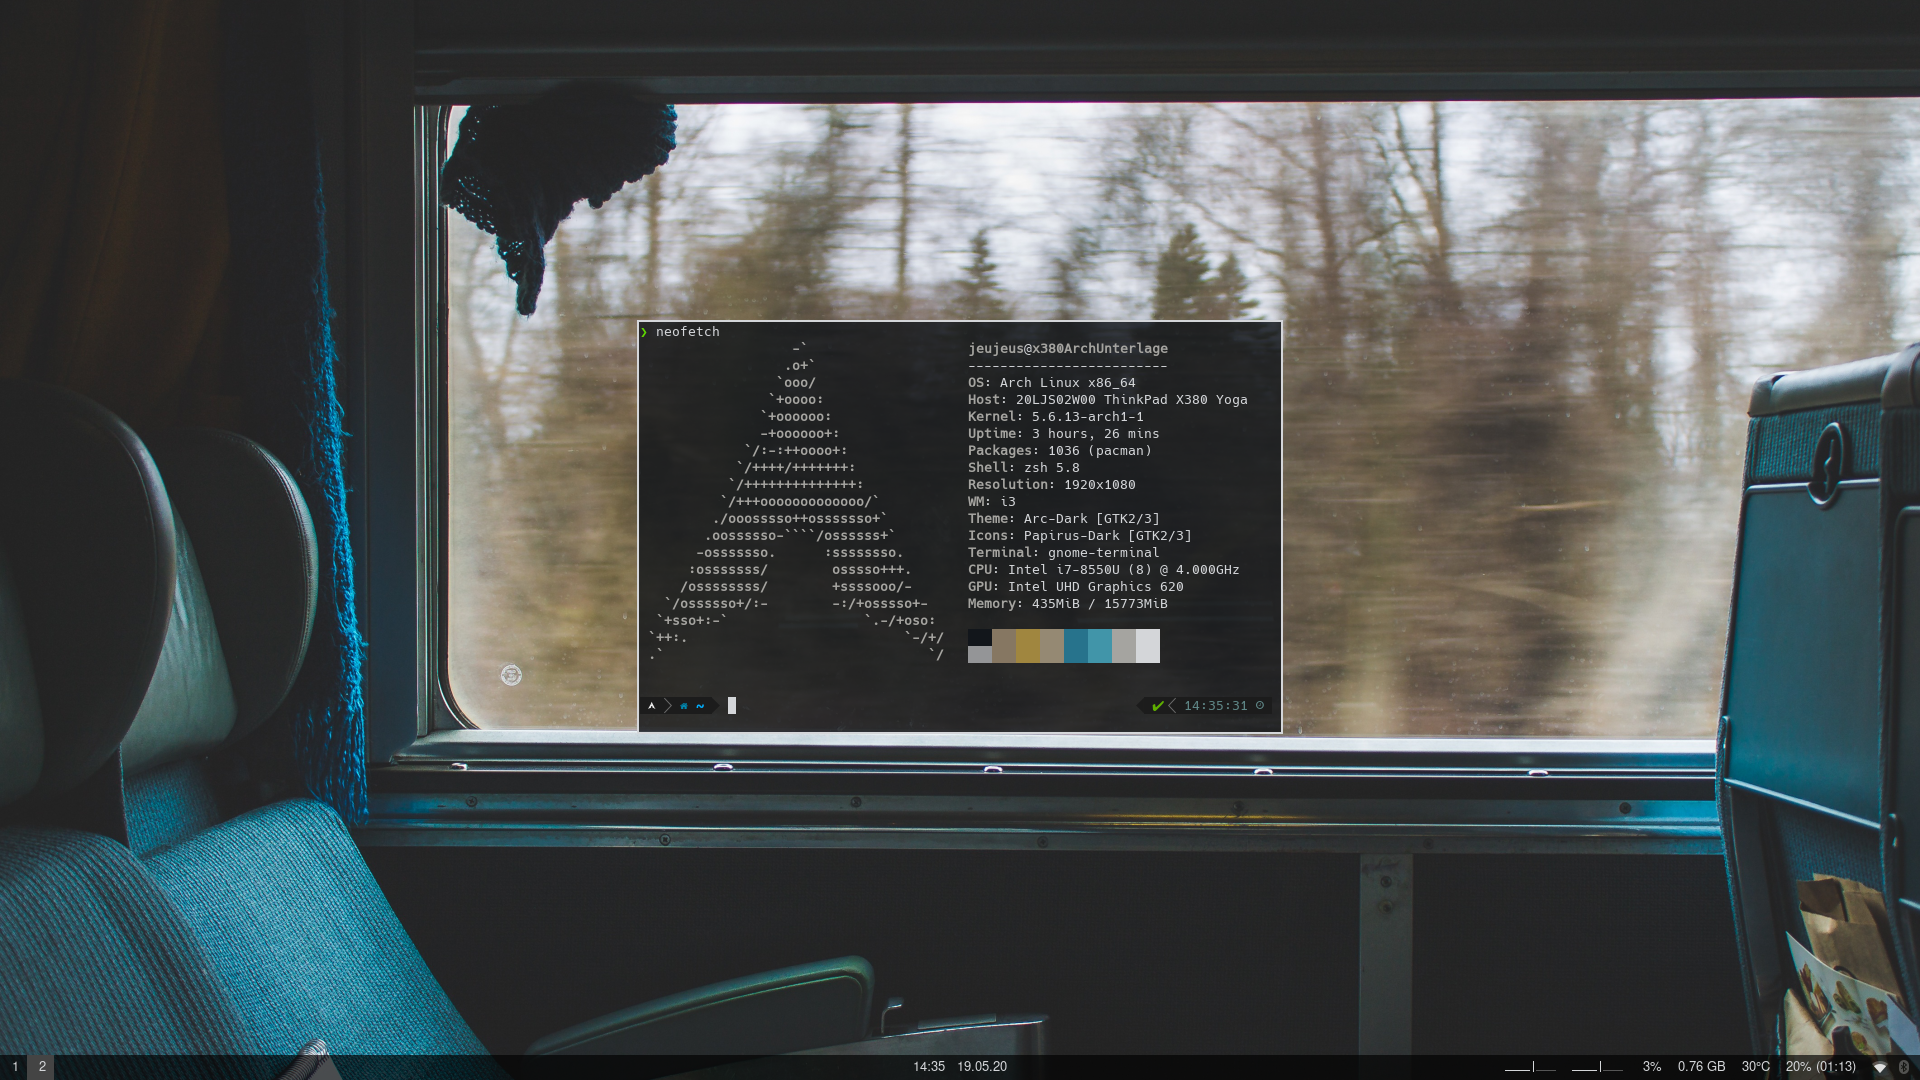 ❯ neofetch
-`
.o+`
`ooo/
`+oooo:
`+oooooo:
-+oooooo+:
`/:-:++oooo+:
`/++++/+++++++:
`/++++++++++++++:
`/+++ooooooooooooo/`
./ooosssso++osssssso+`
.oossssso-````/ossssss+`
-osssssso.      :ssssssso.
:osssssss/        osssso+++.
/ossssssss/        +ssssooo/-
`/ossssso+/:-        -:/+osssso+-
`+sso+:-`                 `.-/+oso:
`++:.                           `-/+/
.`                                 `/
jeujeus@x380ArchUnterlage
-------------------------
OS: Arch Linux x86_64
Host: 20LJS02W00 ThinkPad X380 Yoga
Kernel: 5.6.13-arch1-1
Uptime: 3 hours, 26 mins
Packages: 1036 (pacman)
Shell: zsh 5.8
Resolution: 1920x1080
WM: i3
Theme: Arc-Dark [GTK2/3]
Icons: Papirus-Dark [GTK2/3]
Terminal: gnome-terminal
CPU: Intel i7-8550U (8) @ 4.000GHz
GPU: Intel UHD Graphics 620
Memory: 435MiB / 15773MiB
~ ✔ 14:35:31
1 2 14:35 19.05.20 3% 0.76 GB 30°C 20% (01:13)